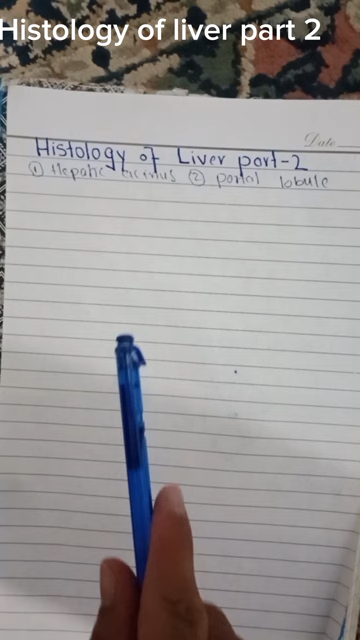 Histology of liver part 2
Date
Histology of Liver part-2
① Hepatic acinus ② portal lobule